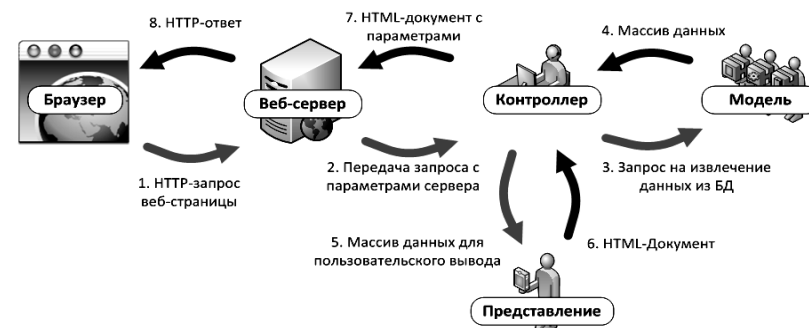 8. HTTP-ответ
7. HTML-документ с
параметрами
4. Массив данных
Браузер
Веб-сервер
Контроллер
Модель
1. HTTP-запрос
веб-страницы
2. Передача запроса с
параметрами сервера
3. Запрос на извлечение
данных из БД
5. Массив данных для
пользовательского вывода
6. HTML-Документ
Представление